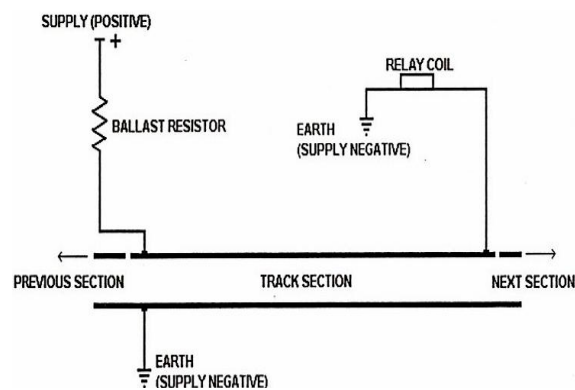 SUPPLY (POSITIVE)
+
RELAY COIL
BALLAST RESISTOR
EARTH
(SUPPLY NEGATIVE)
PREVIOUS SECTION
TRACK SECTION
NEXT SECTION
EARTH
(SUPPLY NEGATIVE)